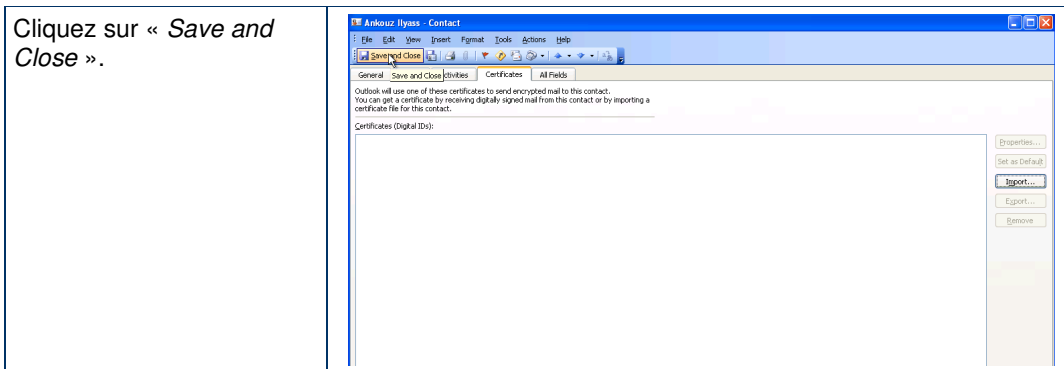 Cliquez sur « Save and
Close ».
Ankouz Ilyass - Contact
File Edit View Insert Format Tools Actions Help
Save and Close
General Save and Close ctivities Certificates All Fields
Outlook will use one of these certificates to send encrypted mail to this contact.
You can get a certificate by receiving digitally signed mail from this contact or by importing a
certificate file for this contact.
Certificates (Digital IDs):
Properties...
Set as Default
Import...
Export...
Remove